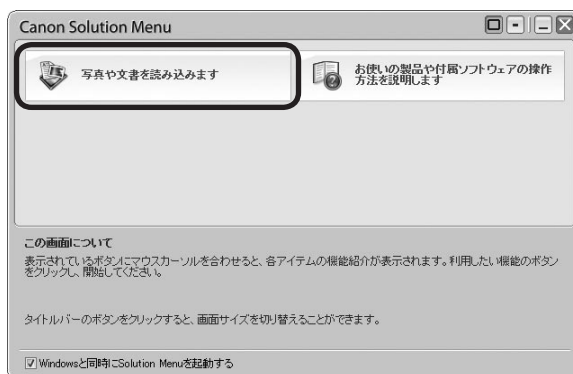 Canon Solution Menu
写真や文書を読み込みます
お使いの製品や付属ソフトウェアの操作
方法を説明します
この画面について
表示されているボタンにマウスカーソルを合わせると、各アイテムの機能紹介が表示されます。利用したい機能のボタン
をクリックし、開始してください。
タイトルバーのボタンをクリックすると、画面サイズを切り替えることができます。
Windowsと同時にSolution Menuを起動する